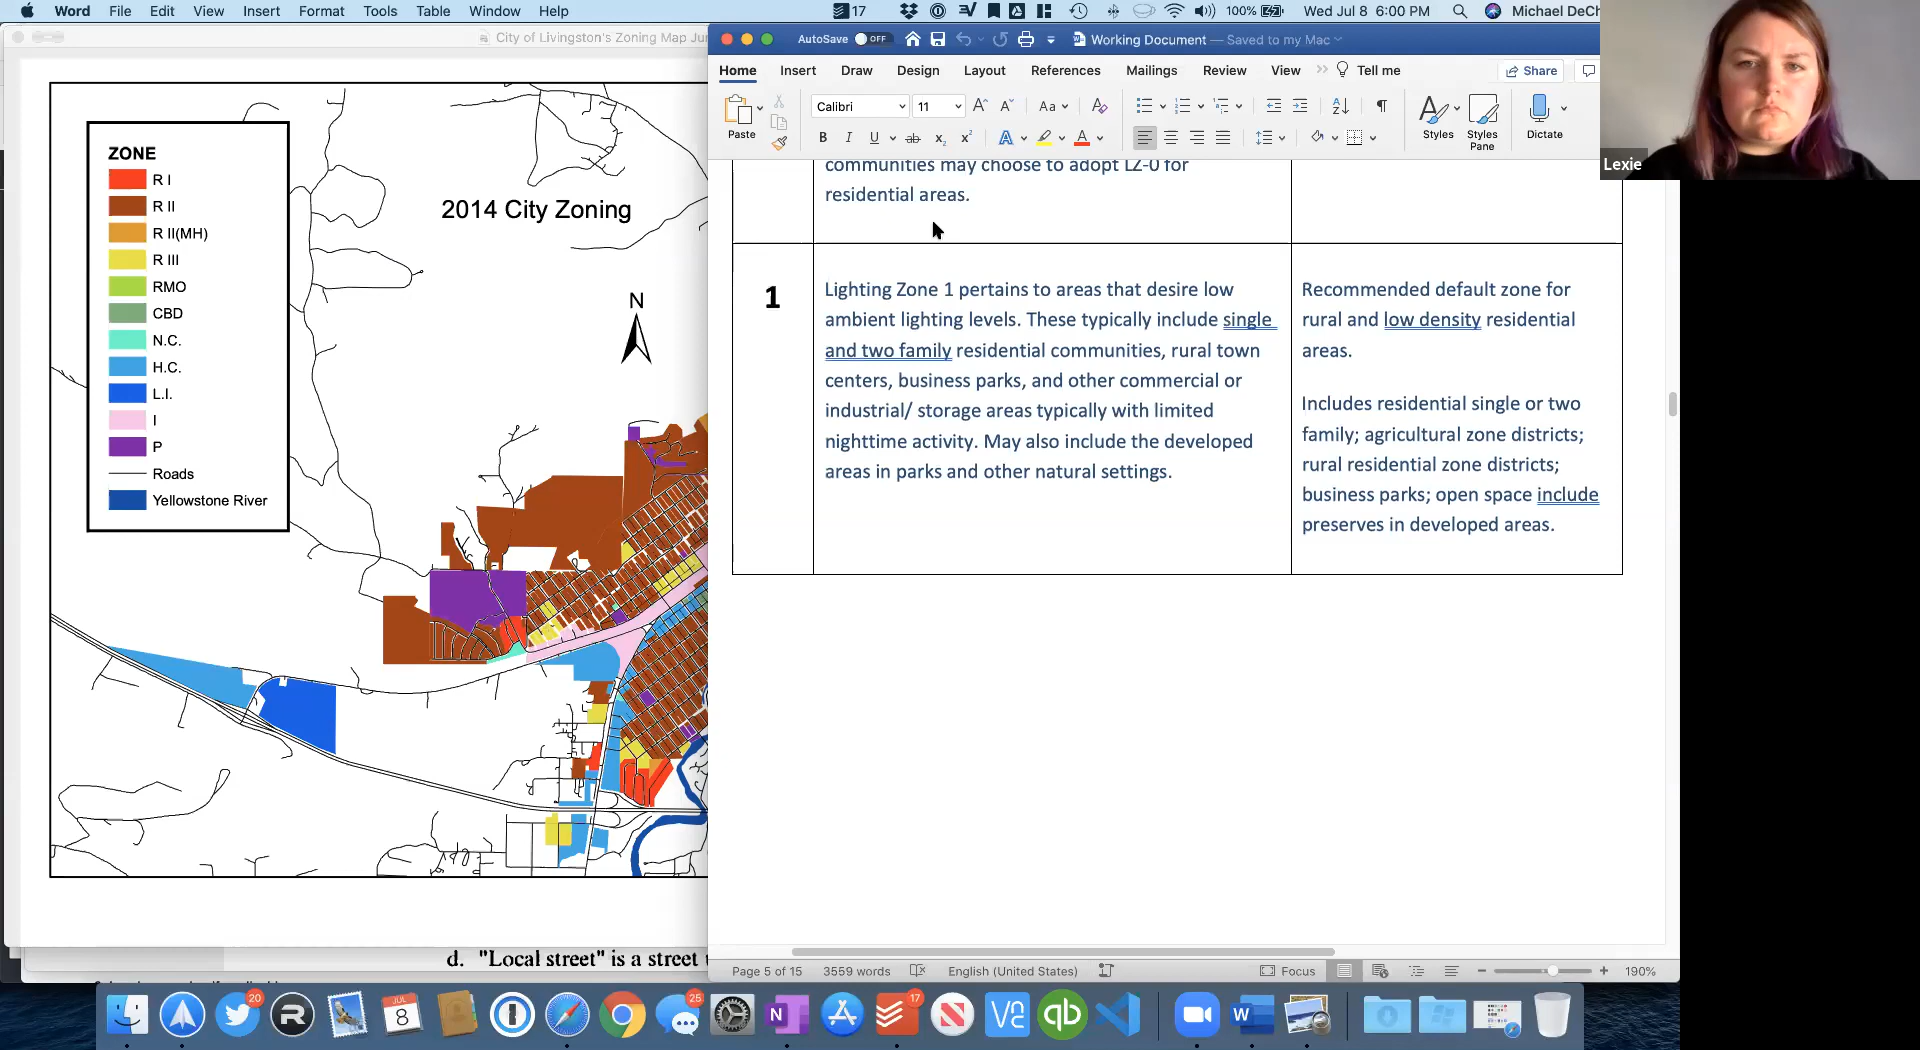 Word File Edit View Insert Format Tools Table Window Help 17 100% Wed Jul 8 6:00 PM Michael DeCh
City of Livingston's Zoning Map Ju
AutoSave OFF Working Document — Saved to my Mac
Home Insert Draw Design Layout References Mailings Review View Tell me Share
Paste Calibri 11 Aa Styles Styles Pane Dictate
B I U ab x₂ x² A A
Lexie
ZONE
R I
R II
R II(MH)
R III
RMO
CBD
N.C.
H.C.
L.I.
I
P
Roads
Yellowstone River
2014 City Zoning
N
communities may choose to adopt LZ-0 for
residential areas.
1
Lighting Zone 1 pertains to areas that desire low
ambient lighting levels. These typically include single
and two family residential communities, rural town
centers, business parks, and other commercial or
industrial/ storage areas typically with limited
nighttime activity. May also include the developed
areas in parks and other natural settings.
Recommended default zone for
rural and low density residential
areas.
Includes residential single or two
family; agricultural zone districts;
rural residential zone districts;
business parks; open space include
preserves in developed areas.
d. "Local street" is a street
Page 5 of 15 3559 words English (United States) Focus 190%
20 JUL 8 25 17